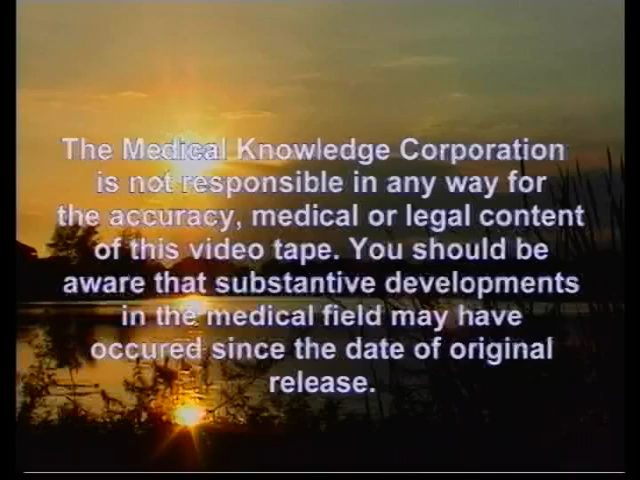 The Medical Knowledge Corporation
is not responsible in any way for
the accuracy, medical or legal content
of this video tape. You should be
aware that substantive developments
in the medical field may have
occured since the date of original
release.